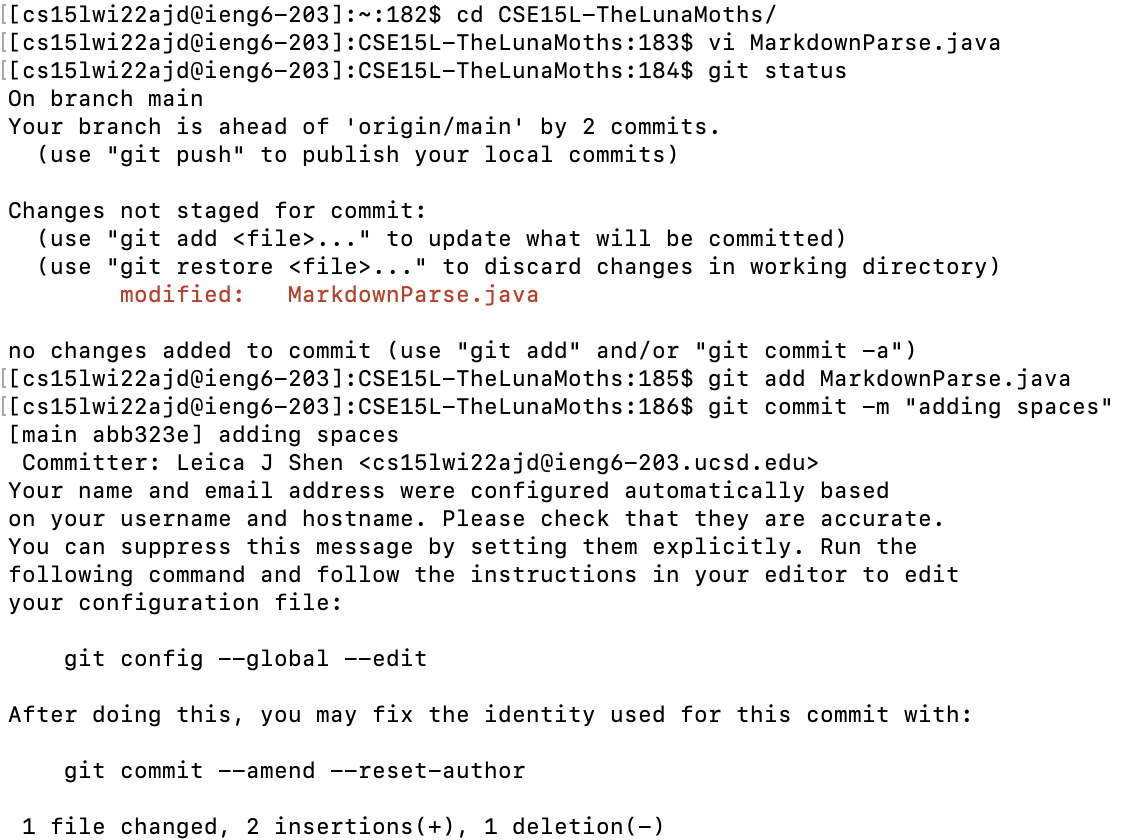 [[cs15lwi22ajd@ieng6-203]:~:182$ cd CSE15L-TheLunaMoths/
[[cs15lwi22ajd@ieng6-203]:CSE15L-TheLunaMoths:183$ vi MarkdownParse.java
[[cs15lwi22ajd@ieng6-203]:CSE15L-TheLunaMoths:184$ git status
On branch main
Your branch is ahead of 'origin/main' by 2 commits.
  (use "git push" to publish your local commits)

Changes not staged for commit:
  (use "git add <file>..." to update what will be committed)
  (use "git restore <file>..." to discard changes in working directory)
        modified:   MarkdownParse.java

no changes added to commit (use "git add" and/or "git commit -a")
[[cs15lwi22ajd@ieng6-203]:CSE15L-TheLunaMoths:185$ git add MarkdownParse.java
[[cs15lwi22ajd@ieng6-203]:CSE15L-TheLunaMoths:186$ git commit -m "adding spaces"
[main abb323e] adding spaces
 Committer: Leica J Shen <cs15lwi22ajd@ieng6-203.ucsd.edu>
Your name and email address were configured automatically based
on your username and hostname. Please check that they are accurate.
You can suppress this message by setting them explicitly. Run the
following command and follow the instructions in your editor to edit
your configuration file:

    git config --global --edit

After doing this, you may fix the identity used for this commit with:

    git commit --amend --reset-author

 1 file changed, 2 insertions(+), 1 deletion(-)